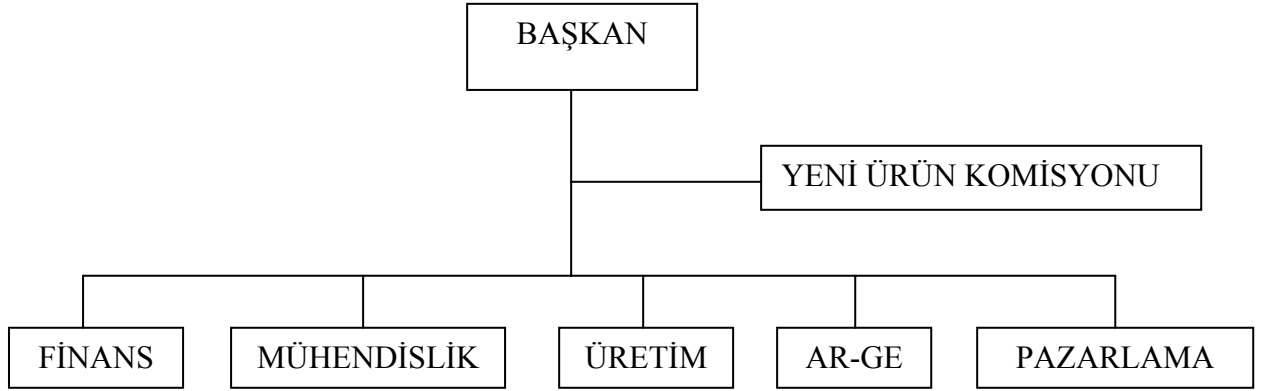 BAŞKAN
YENİ ÜRÜN KOMİSYONU
FİNANS
MÜHENDİSLİK
ÜRETİM
AR-GE
PAZARLAMA